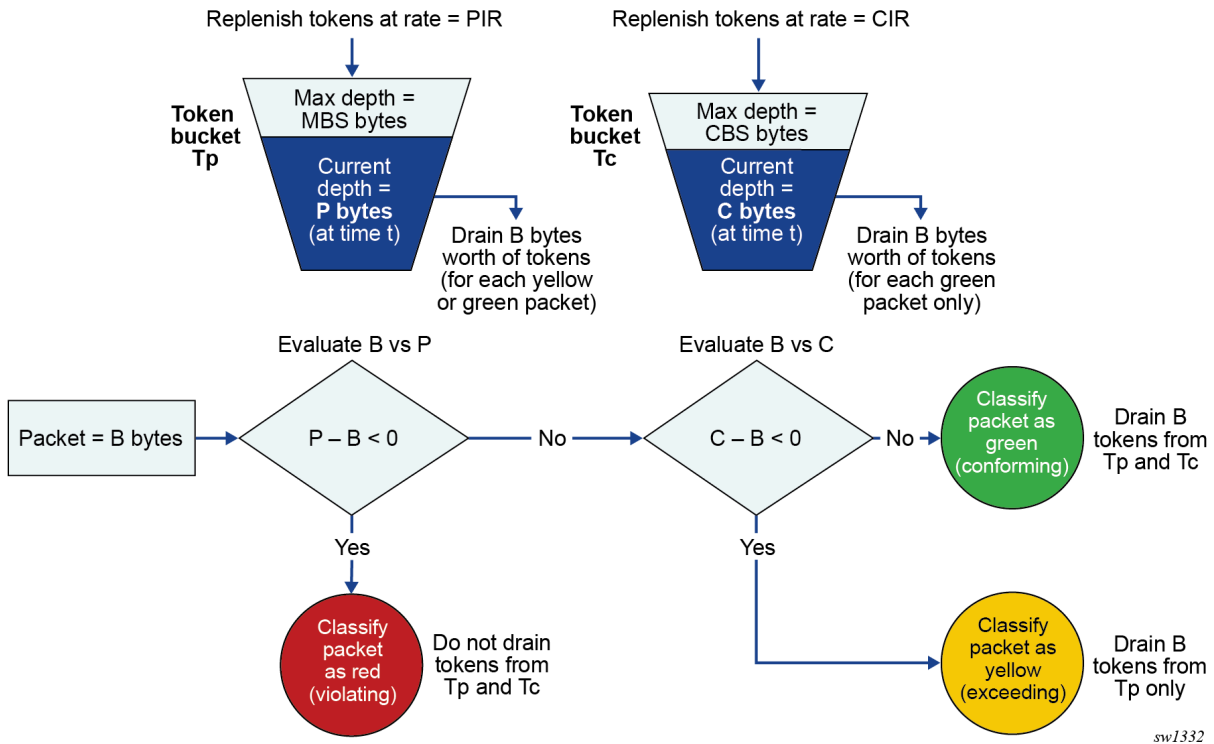 Replenish tokens at rate = PIR
Replenish tokens at rate = CIR
Token
bucket
Tp
Max depth =
MBS bytes
Current
depth =
P bytes
(at time t)
Drain B bytes
worth of tokens
(for each yellow
or green packet)
Token
bucket
Tc
Max depth =
CBS bytes
Current
depth =
C bytes
(at time t)
Drain B bytes
worth of tokens
(for each green
packet only)
Evaluate B vs P
Evaluate B vs C
Packet = B bytes
P – B < 0
No
C – B < 0
No
Classify
packet as
green
(conforming)
Drain B
tokens from
Tp and Tc
Yes
Yes
Classify
packet
as red
(violating)
Do not drain
tokens from
Tp and Tc
Classify
packet as
yellow
(exceeding)
Drain B
tokens from
Tp only
sw1332